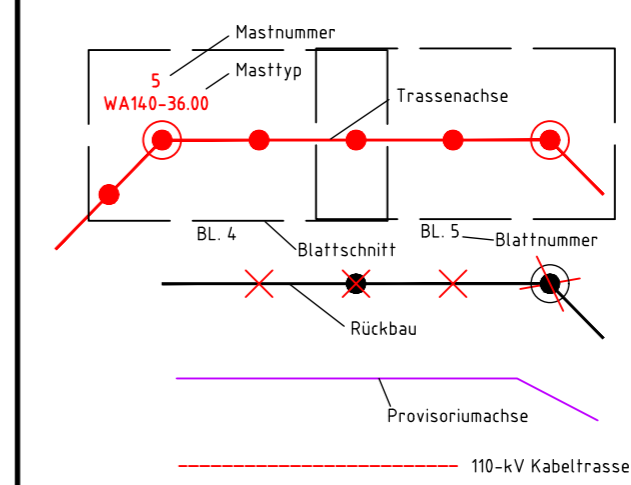 Mastnummer
5
Masttyp
WA140-36.00
Trassenachse
BL. 4
BL. 5
Blattnummer
Blattschnitt
Rückbau
Provisoriumachse
110-kV Kabeltrasse